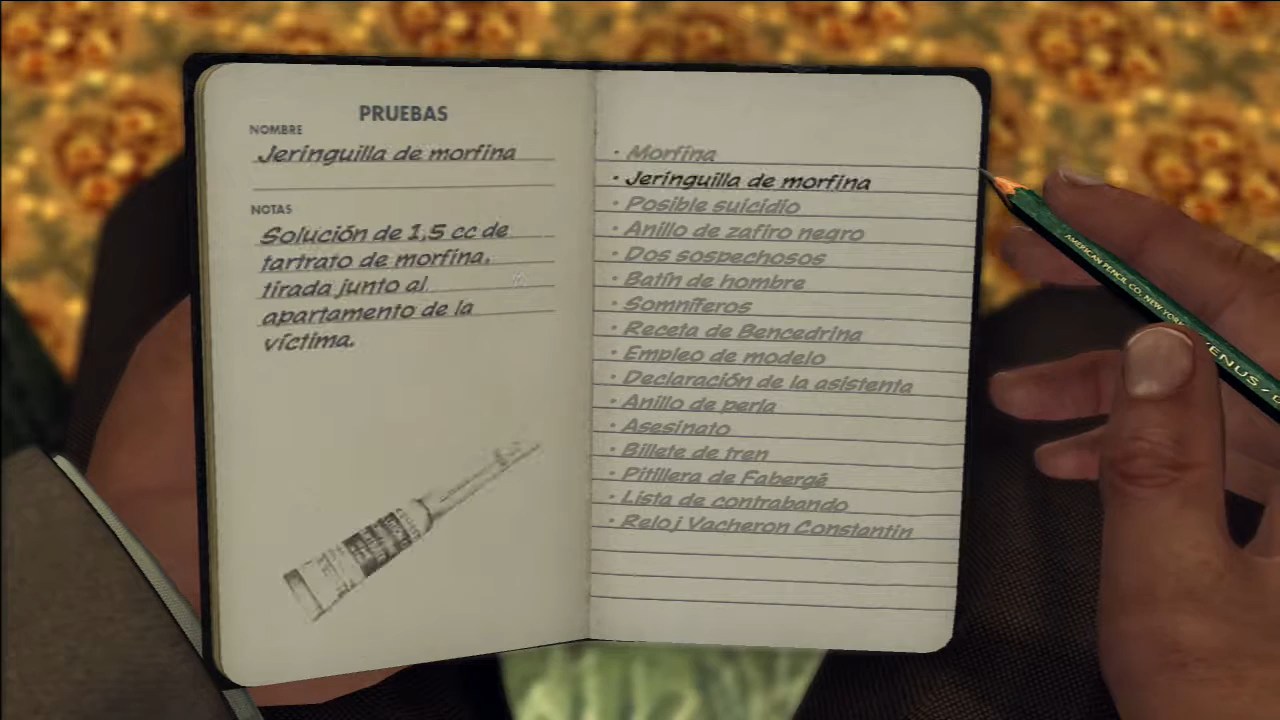 PRUEBAS
NOMBRE
Jeringuilla de morfina
NOTAS
Solución de 1,5 cc de
tartrato de morfina,
tirada junto al
apartamento de la
víctima.
· Morfina
· Jeringuilla de morfina
· Posible suicidio
· Anillo de zafiro negro
· Dos sospechosos
· Batín de hombre
· Somníferos
· Receta de Bencedrina
· Empleo de modelo
· Declaración de la asistenta
· Anillo de perla
· Asesinato
· Billete de tren
· Pitillera de Fabergé
· Lista de contrabando
· Reloj Vacheron Constantin
AMERICAN PENCIL CO. NEW YORK